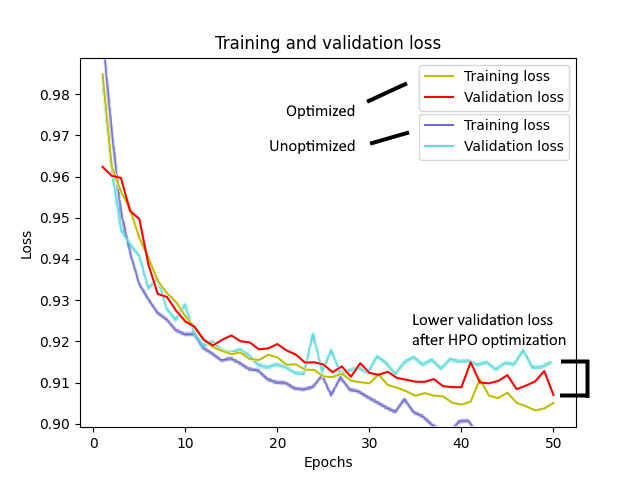 Training and validation loss
Training loss
Validation loss
Optimized
Training loss
Validation loss
Unoptimized
Lower validation loss
after HPO optimization
Loss
0.98
0.97
0.96
0.95
0.94
0.93
0.92
0.91
0.90
0 10 20 30 40 50
Epochs